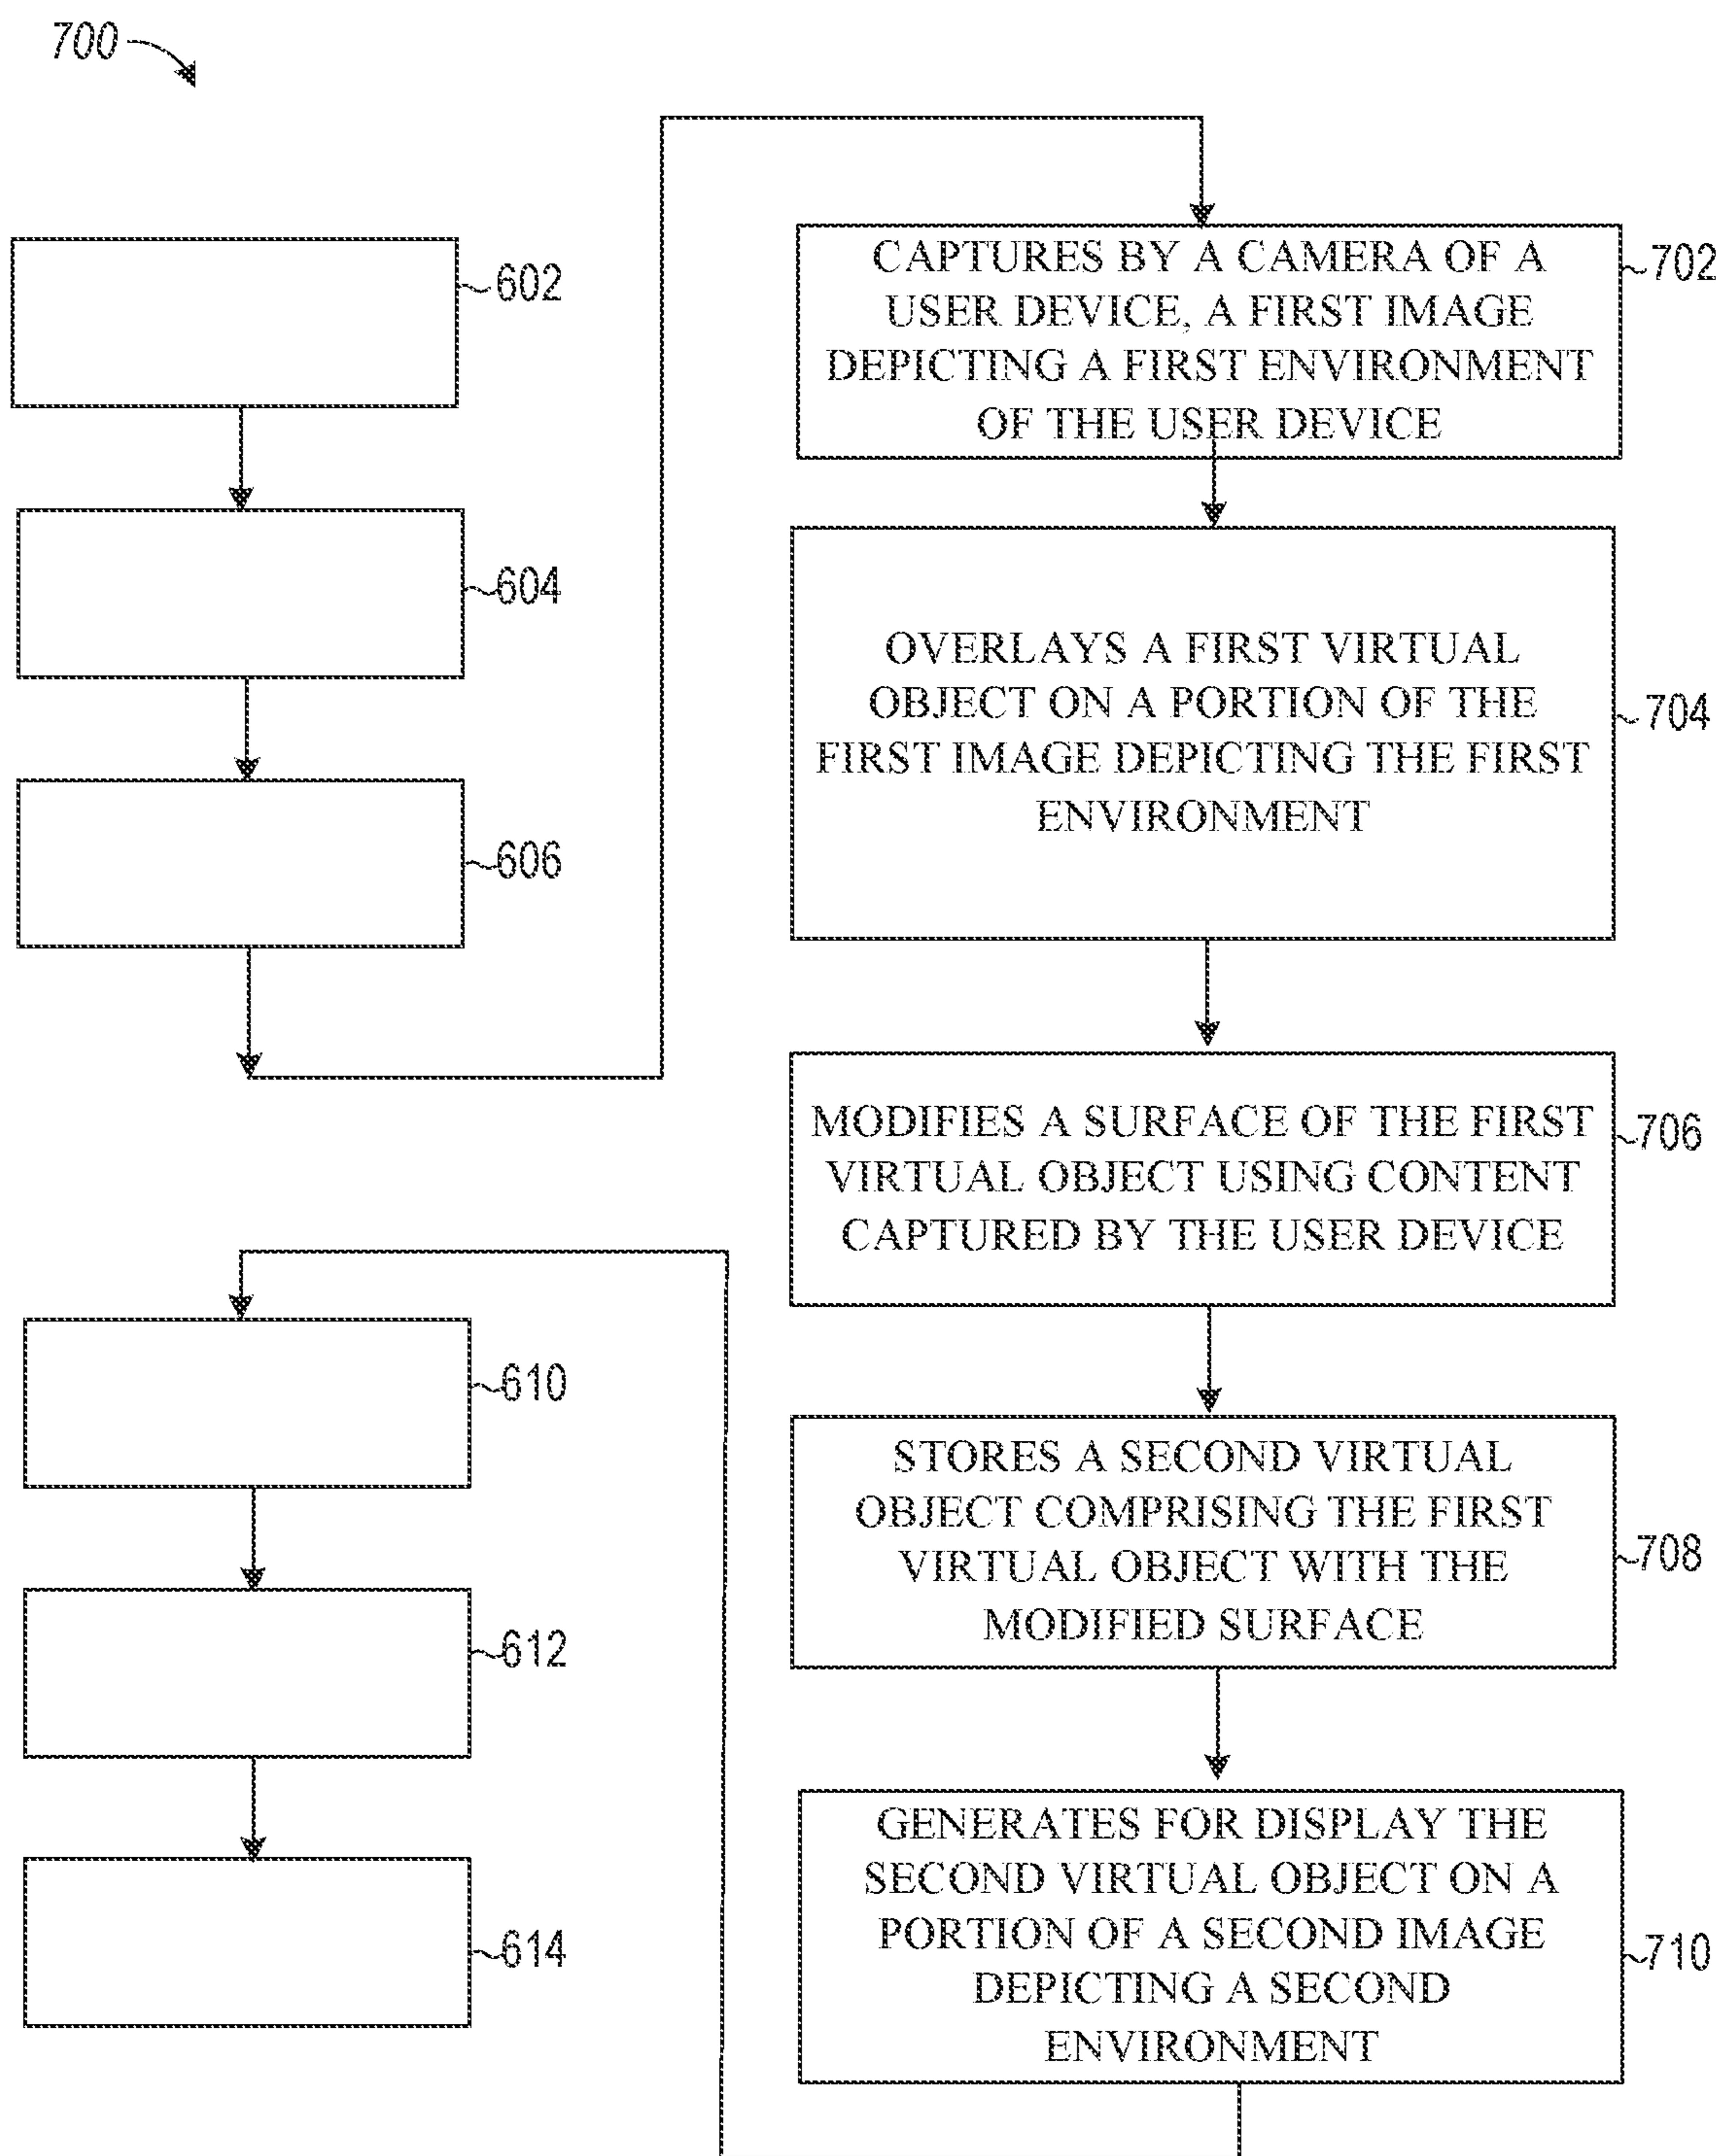 700
602
604
606
CAPTURES BY A CAMERA OF A
USER DEVICE, A FIRST IMAGE
DEPICTING A FIRST ENVIRONMENT
OF THE USER DEVICE
702
OVERLAYS A FIRST VIRTUAL
OBJECT ON A PORTION OF THE
FIRST IMAGE DEPICTING THE FIRST
ENVIRONMENT
704
MODIFIES A SURFACE OF THE FIRST
VIRTUAL OBJECT USING CONTENT
CAPTURED BY THE USER DEVICE
706
STORES A SECOND VIRTUAL
OBJECT COMPRISING THE FIRST
VIRTUAL OBJECT WITH THE
MODIFIED SURFACE
708
GENERATES FOR DISPLAY THE
SECOND VIRTUAL OBJECT ON A
PORTION OF A SECOND IMAGE
DEPICTING A SECOND
ENVIRONMENT
710
610
612
614